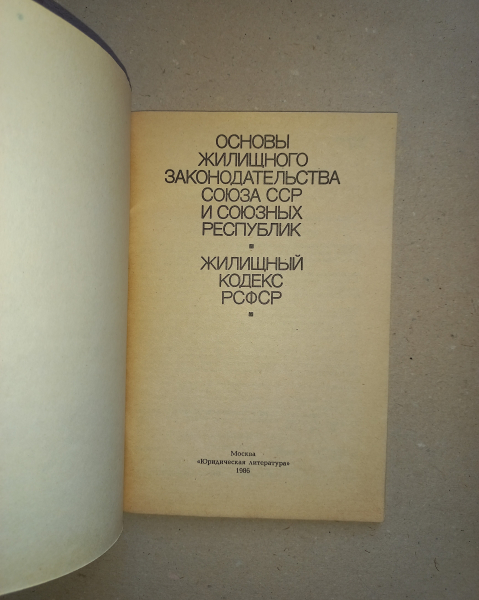 ОСНОВЫ
ЖИЛИЩНОГО
ЗАКОНОДАТЕЛЬСТВА
СОЮЗА ССР
И СОЮЗНЫХ
РЕСПУБЛИК
ЖИЛИЩНЫЙ
КОДЕКС
РСФСР
Москва
«Юридическая литература»
1986